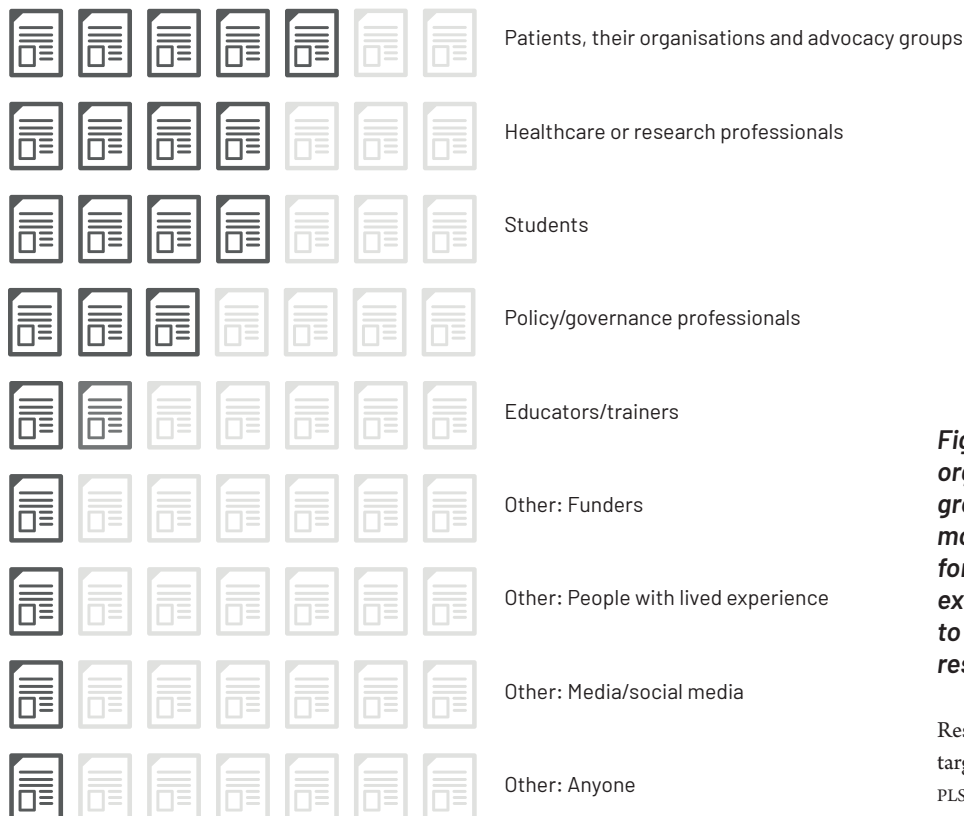 Patients, their organisations and advocacy groups
Healthcare or research professionals
Students
Policy/governance professionals
Educators/trainers
Other: Funders
Other: People with lived experience
Other: Media/social media
Other: Anyone